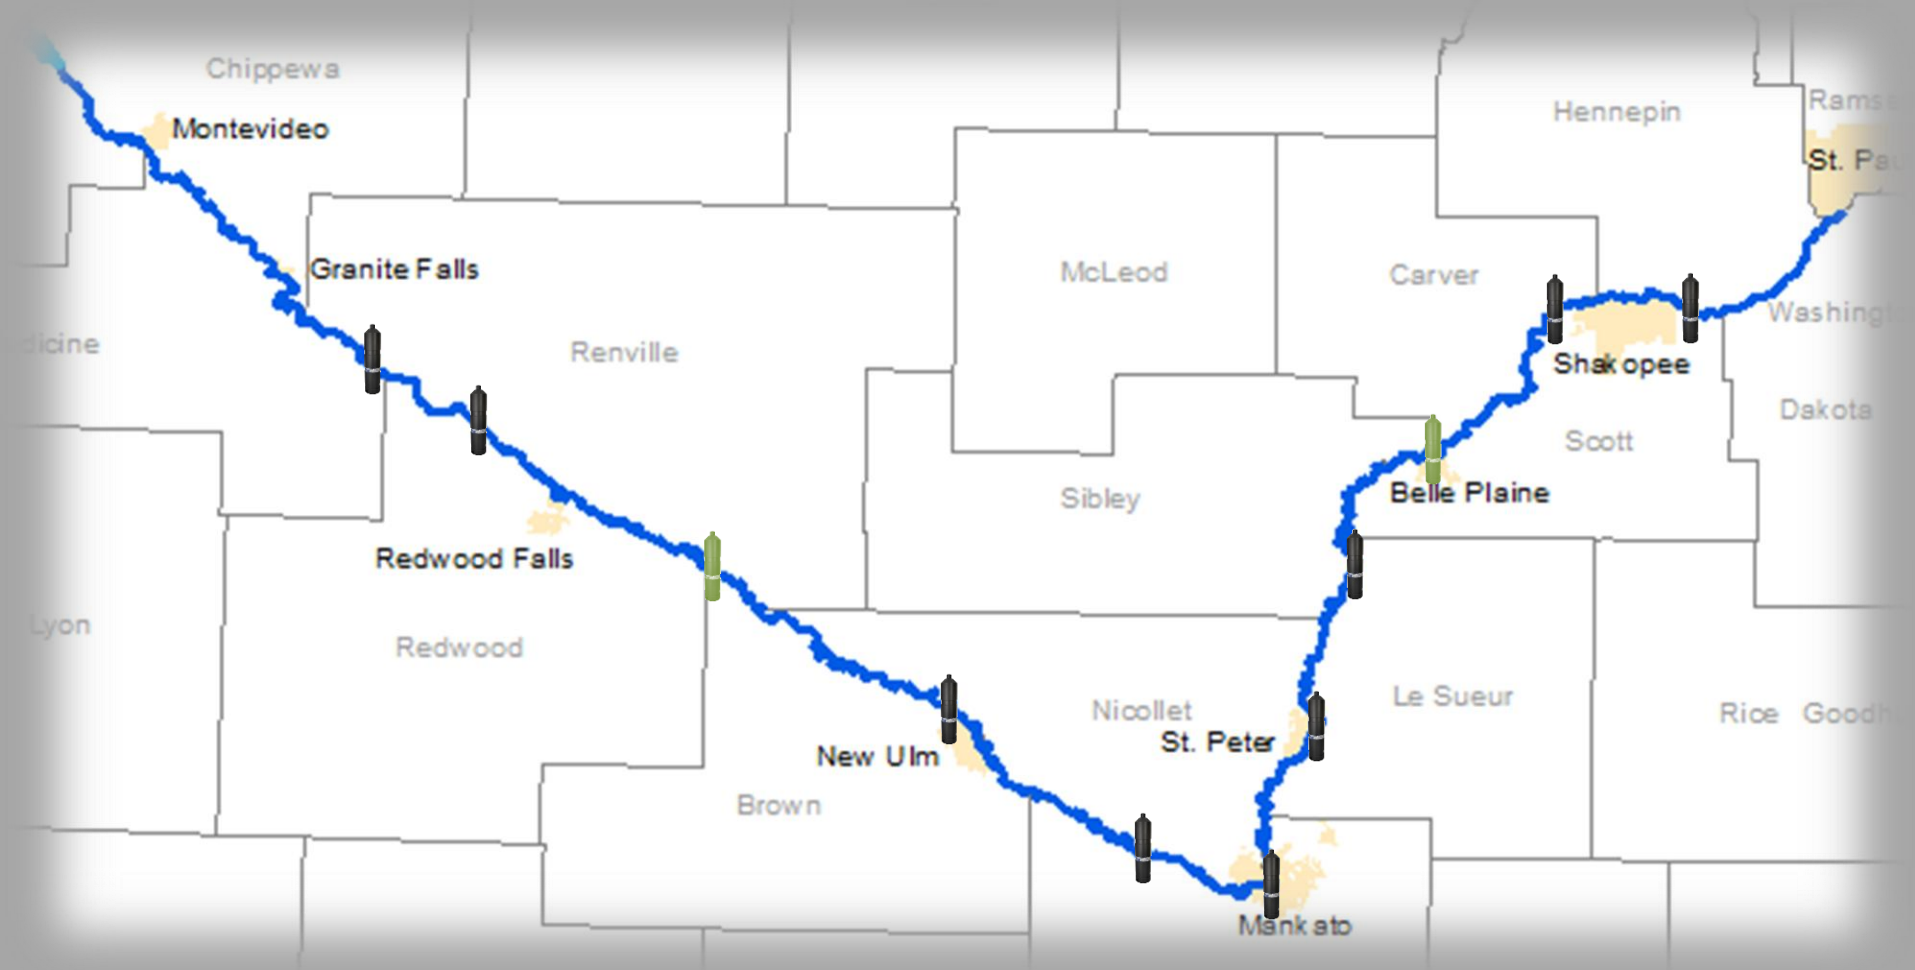 Chippewa
Montevideo
Hennepin
St.
Granite Falls
McLeod
Carver
Renville
Shakopee
Dakota
Scott
Sibley
Belle Plaine
Redwood Falls
Lyon
Redwood
Nicollet
Le Sueur
Rice
St. Peter
New Ulm
Brown
Mankato